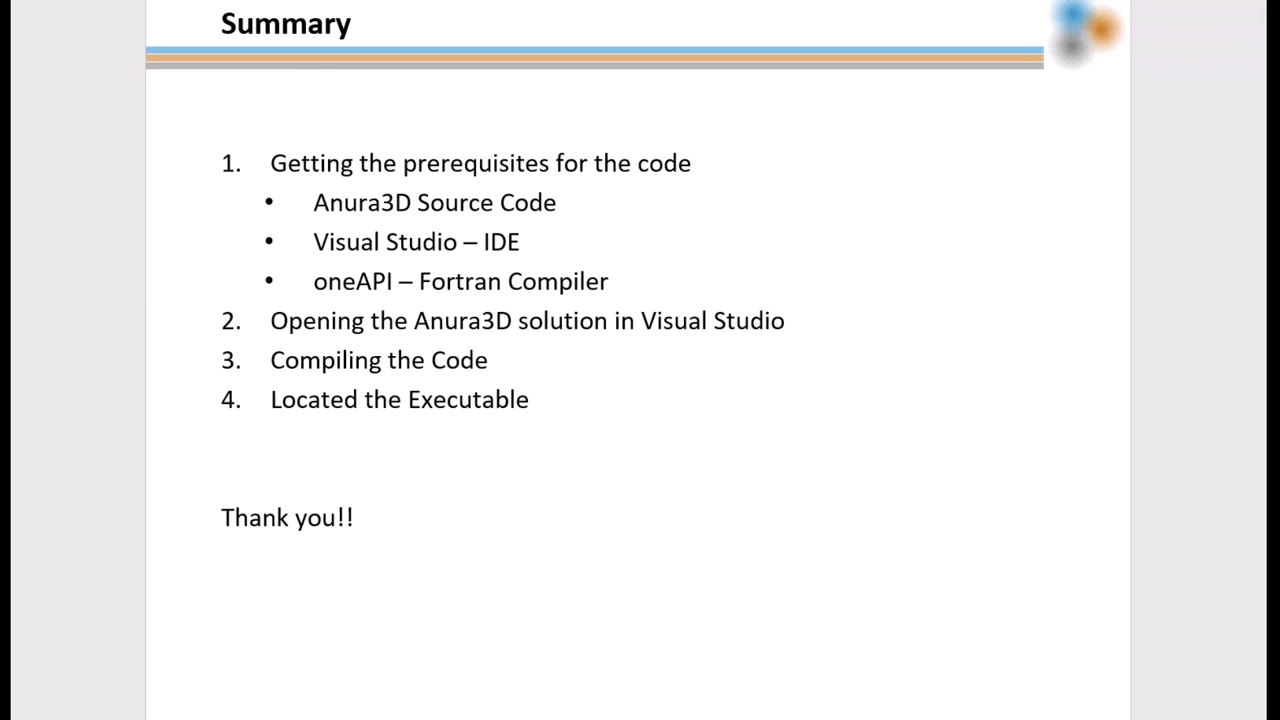 Summary
1. Getting the prerequisites for the code
• Anura3D Source Code
• Visual Studio – IDE
• oneAPI – Fortran Compiler
2. Opening the Anura3D solution in Visual Studio
3. Compiling the Code
4. Located the Executable
Thank you!!